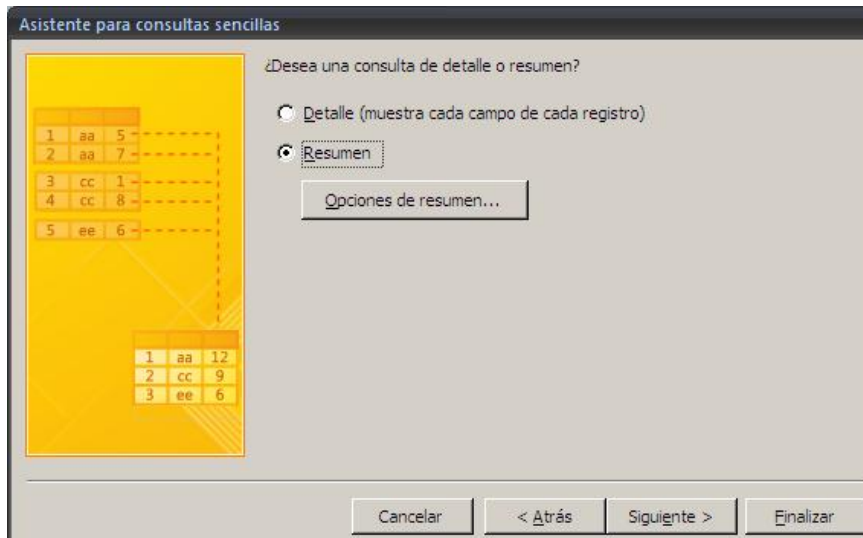 Asistente para consultas sencillas
¿Desea una consulta de detalle o resumen?
Detalle (muestra cada campo de cada registro)
Resumen
Opciones de resumen...
1 aa 5
2 aa 7
3 cc 1
4 cc 8
5 ee 6
1 aa 12
2 cc 9
3 ee 6
Cancelar < Atrás Siguiente > Finalizar